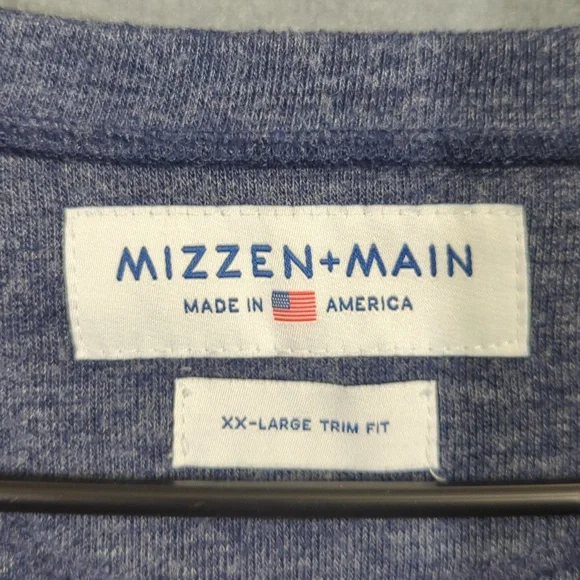 MIZZEN+MAIN
MADE IN AMERICA
XX-LARGE TRIM FIT